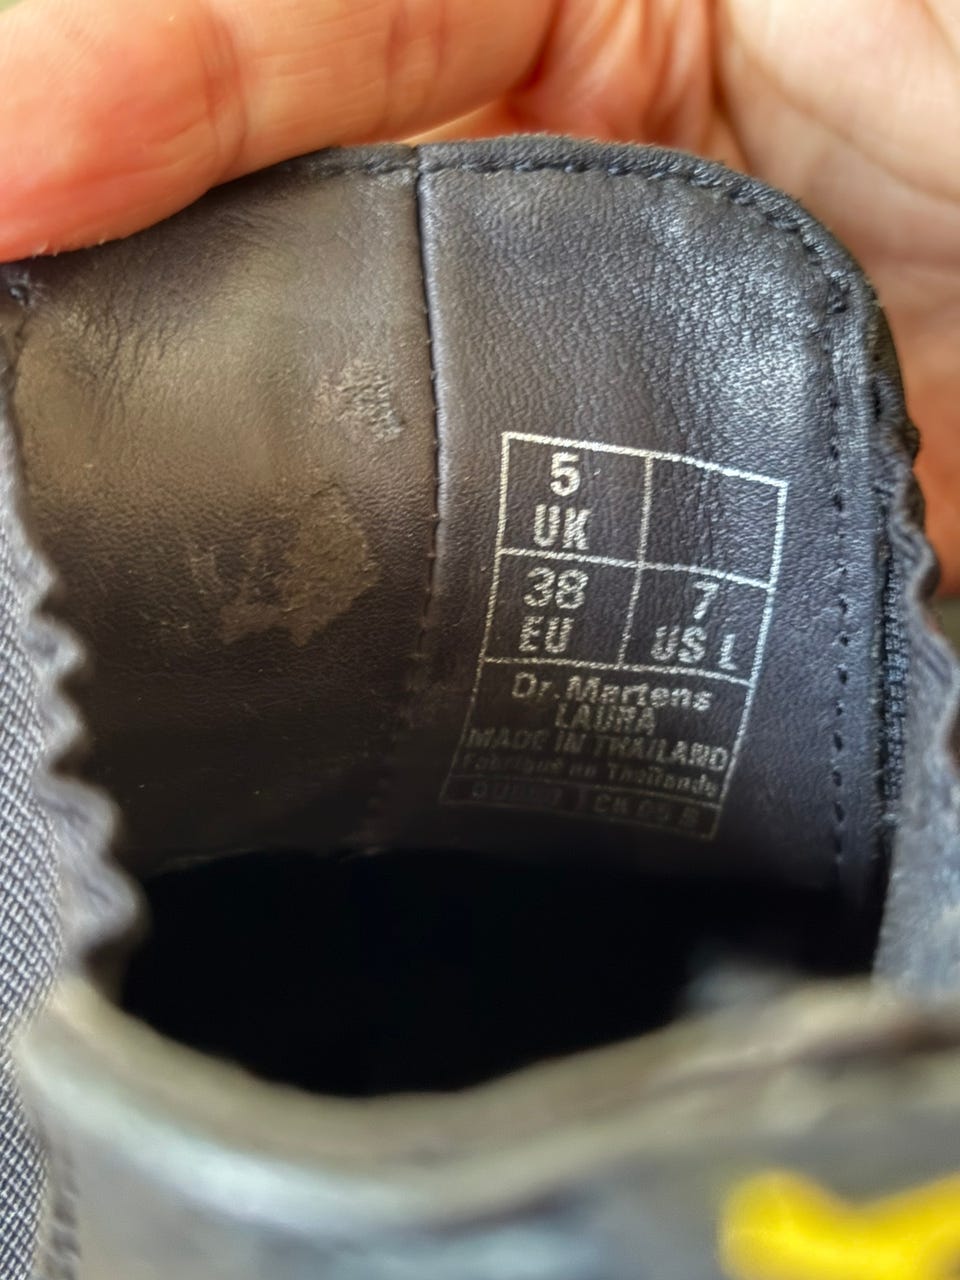 5
UK
38 7
EU US L
Dr. Martens
LAURA
MADE IN THAILAND
Fabriqué en Thaïlande